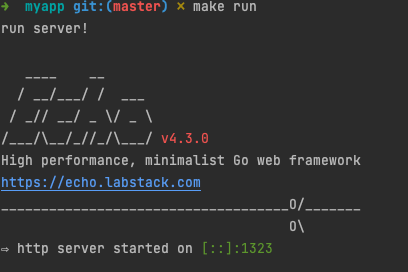 ➜ myapp git:(master) ✗ make run
run server!
   ____    __
  / __/___/ /  ___
 / _// __/ _ \/ _ \
/___/\__/_//_/\___/ v4.3.0
High performance, minimalist Go web framework
https://echo.labstack.com
____________________________________O/_______
                                    O\
⇨ http server started on [::]:1323